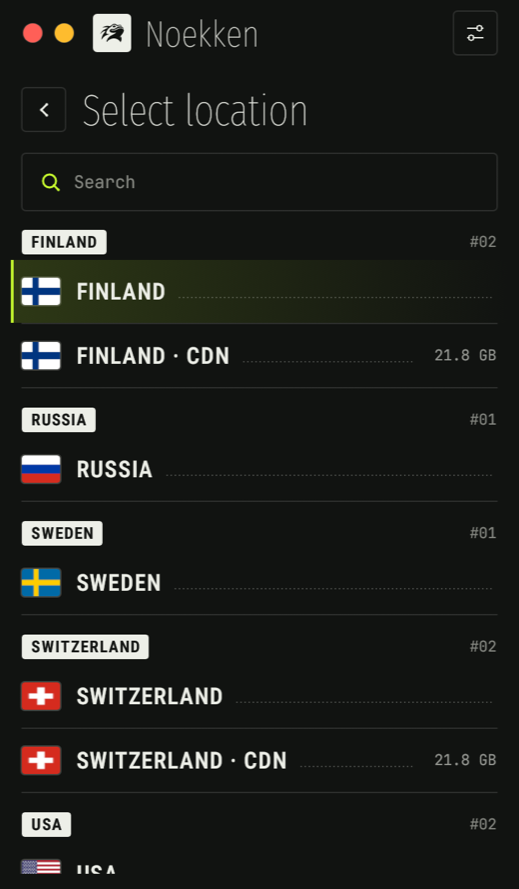 Noekken
Select location
Search
FINLAND #02
FINLAND
FINLAND · CDN 21.8 GB
RUSSIA #01
RUSSIA
SWEDEN #01
SWEDEN
SWITZERLAND #02
SWITZERLAND
SWITZERLAND · CDN 21.8 GB
USA #02
USA